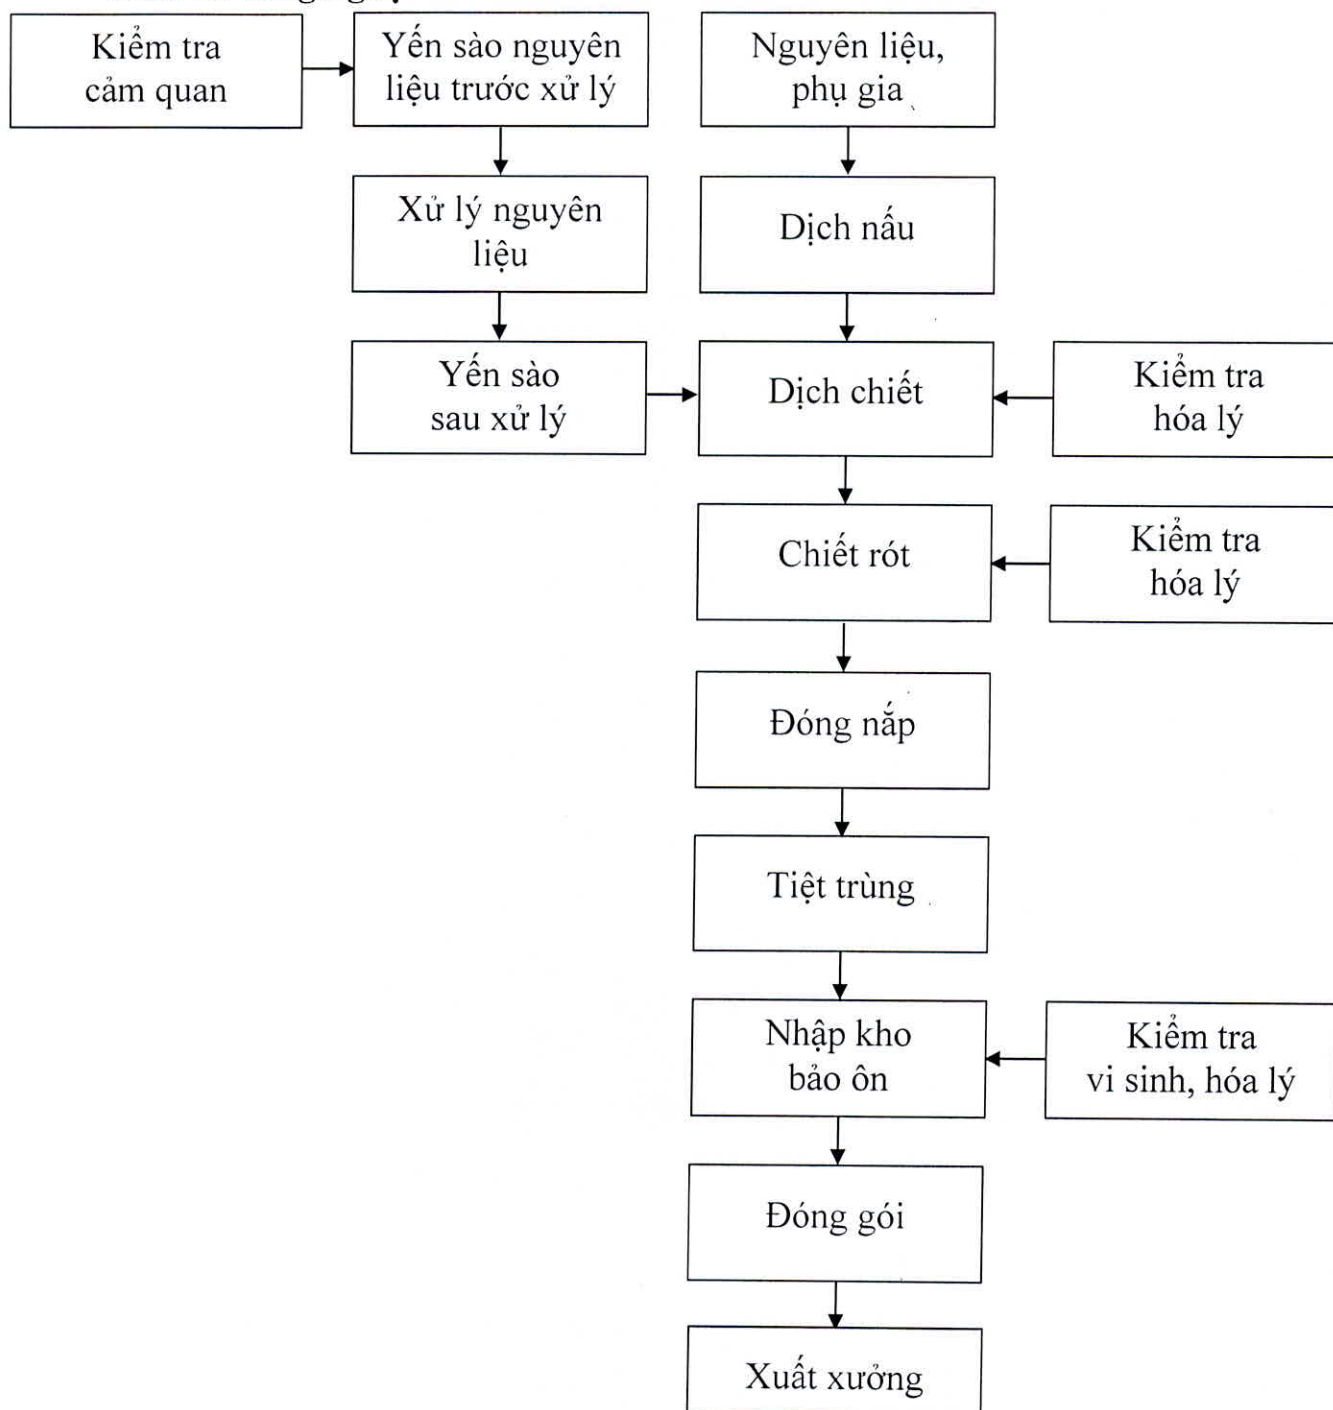 Kiểm tra
cảm quan
Yến sào nguyên
liệu trước xử lý
Nguyên liệu,
phụ gia
Xử lý nguyên
liệu
Dịch nấu
Yến sào
sau xử lý
Dịch chiết
Kiểm tra
hóa lý
Chiết rót
Kiểm tra
hóa lý
Đóng nắp
Tiệt trùng
Nhập kho
bảo ôn
Kiểm tra
vi sinh, hóa lý
Đóng gói
Xuất xưởng